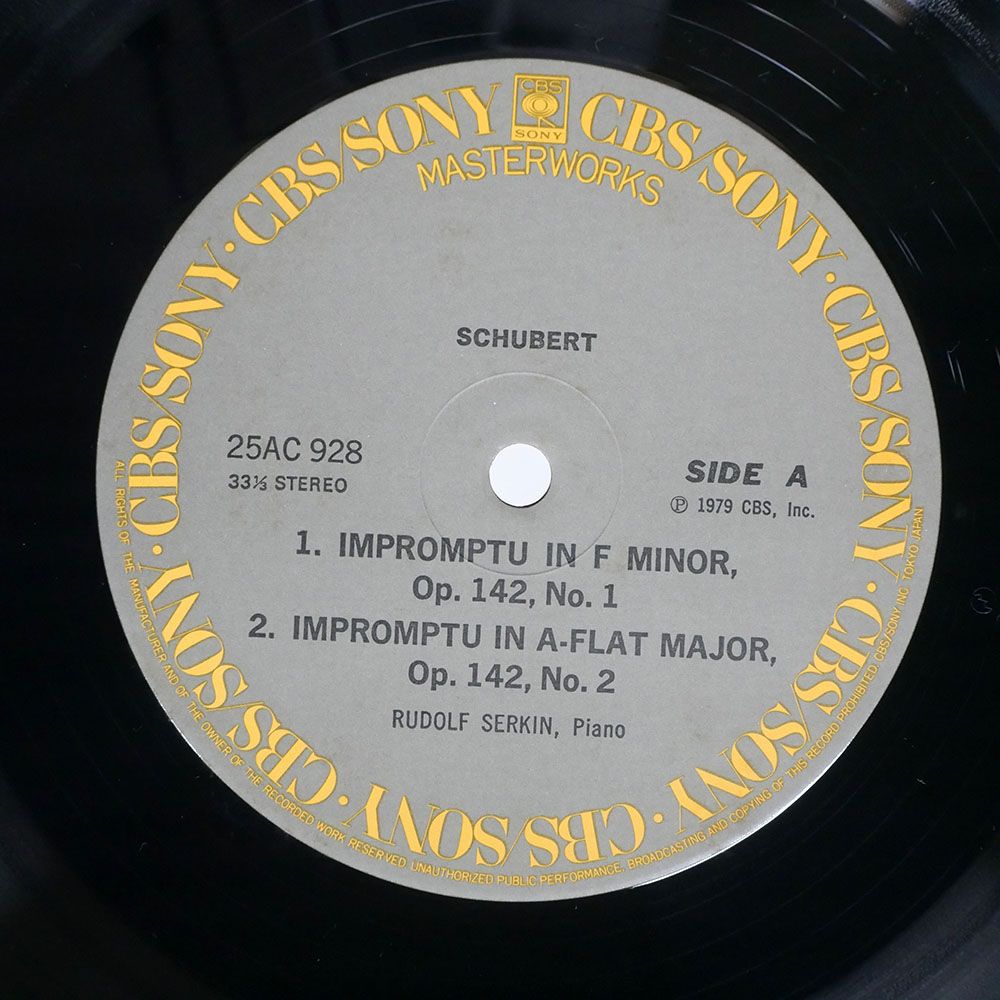 CBS
SONY
CBS/SONY · CBS/SONY · CBS/SONY · CBS/SONY · CBS/SONY · CBS/SONY · CBS/SONY · CBS/SONY
MASTERWORKS
SCHUBERT
25AC 928
33⅓ STEREO
SIDE A
Ⓟ 1979 CBS, Inc.
1. IMPROMPTU IN F MINOR,
Op. 142, No. 1
2. IMPROMPTU IN A-FLAT MAJOR,
Op. 142, No. 2
RUDOLF SERKIN, Piano
ALL RIGHTS OF THE MANUFACTURER AND OF THE OWNER OF THE RECORDED WORK RESERVED UNAUTHORIZED PUBLIC PERFORMANCE, BROADCASTING AND COPYING OF THIS RECORD PROHIBITED. CBS/SONY INC TOKYO JAPAN